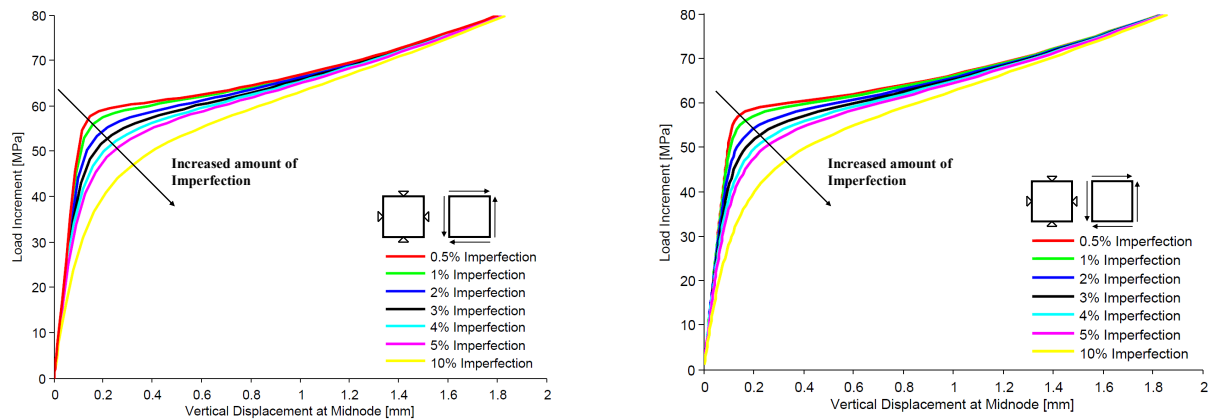 80
70
60
50
40
30
20
10
0
Load Increment [MPa]
Increased amount of
Imperfection
0.5% Imperfection
1% Imperfection
2% Imperfection
3% Imperfection
4% Imperfection
5% Imperfection
10% Imperfection
0 0.2 0.4 0.6 0.8 1 1.2 1.4 1.6 1.8 2
Vertical Displacement at Midnode [mm]
80
70
60
50
40
30
20
10
0
Load Increment [MPa]
Increased amount of
Imperfection
0.5% Imperfection
1% Imperfection
2% Imperfection
3% Imperfection
4% Imperfection
5% Imperfection
10% Imperfection
0 0.2 0.4 0.6 0.8 1 1.2 1.4 1.6 1.8 2
Vertical Displacement at Midnode [mm]